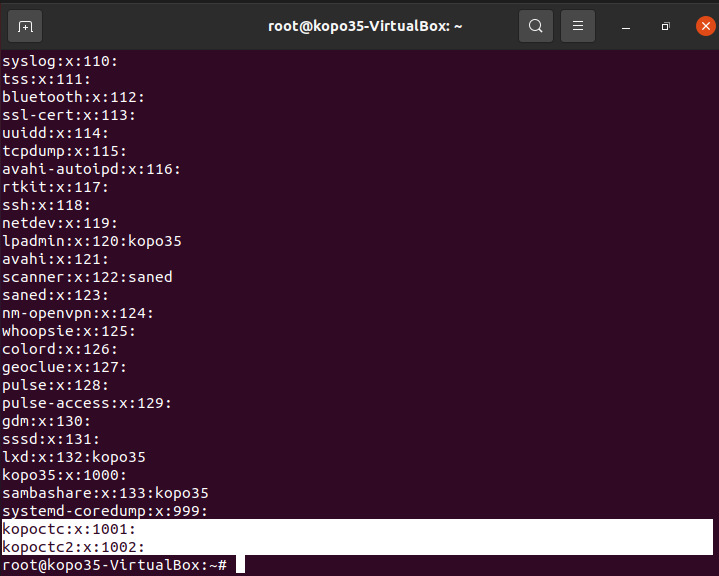 root@kopo35-VirtualBox: ~
syslog:x:110:
tss:x:111:
bluetooth:x:112:
ssl-cert:x:113:
uuidd:x:114:
tcpdump:x:115:
avahi-autoipd:x:116:
rtkit:x:117:
ssh:x:118:
netdev:x:119:
lpadmin:x:120:kopo35
avahi:x:121:
scanner:x:122:saned
saned:x:123:
nm-openvpn:x:124:
whoopsie:x:125:
colord:x:126:
geoclue:x:127:
pulse:x:128:
pulse-access:x:129:
gdm:x:130:
sssd:x:131:
lxd:x:132:kopo35
kopo35:x:1000:
sambashare:x:133:kopo35
systemd-coredump:x:999:
kopoctc:x:1001:
kopoctc2:x:1002:
root@kopo35-VirtualBox:~#